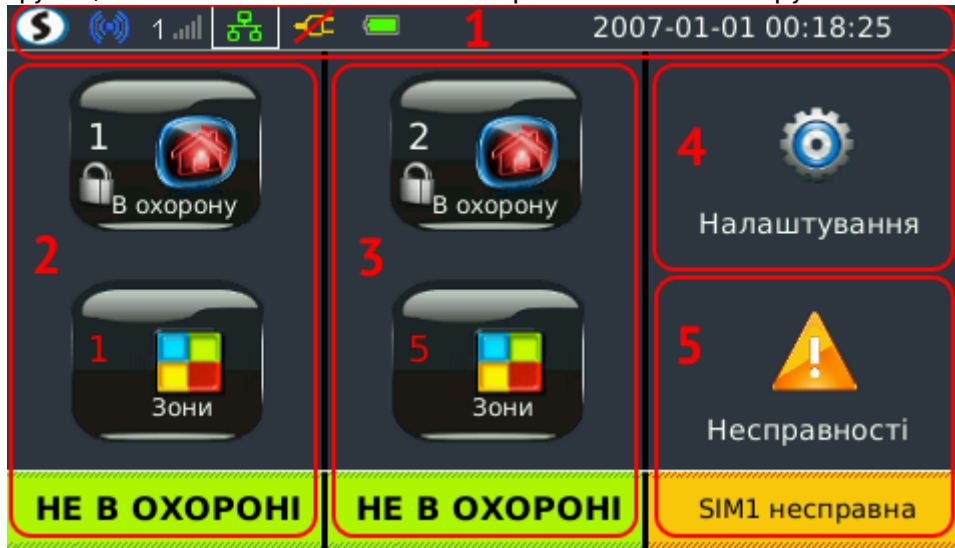 S 1 1 2007-01-01 00:18:25
1 2 4
В охорону В охорону Налаштування
2 3
1 5 5
Зони Зони Несправності
НЕ В ОХОРОНІ НЕ В ОХОРОНІ SIM1 несправна